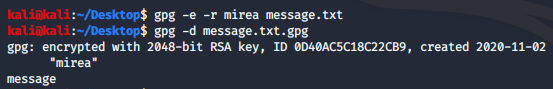 kali@kali:~/Desktop$ gpg -e -r mirea message.txt
kali@kali:~/Desktop$ gpg -d message.txt.gpg
gpg: encrypted with 2048-bit RSA key, ID 0D40AC5C18C22CB9, created 2020-11-02
"mirea"
message